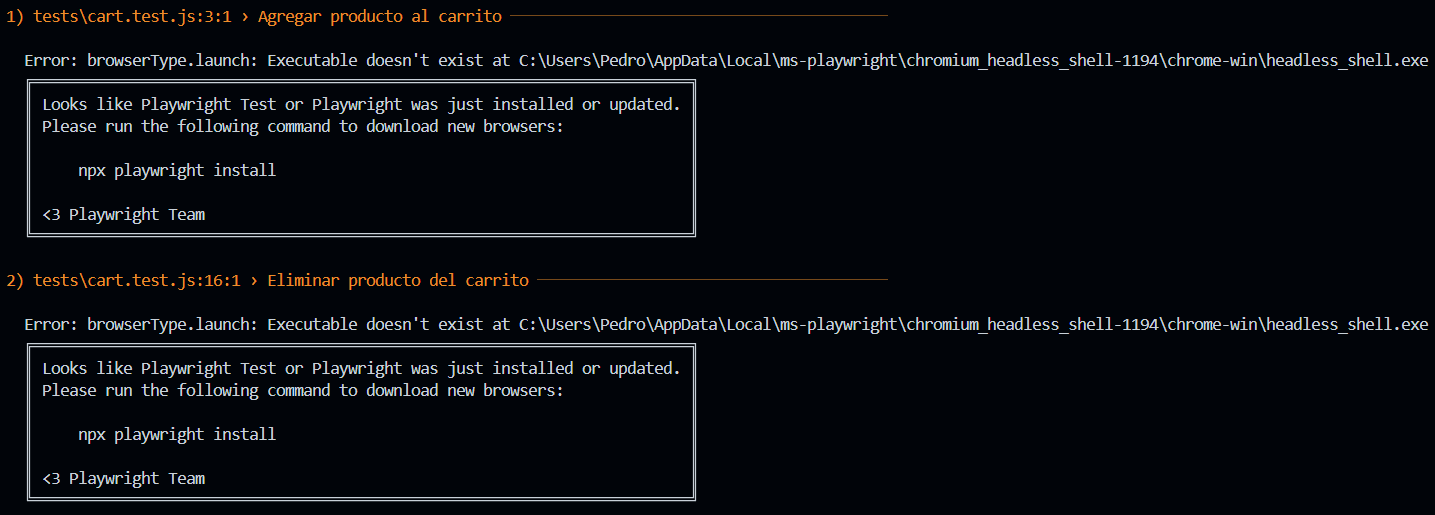 1) tests\cart.test.js:3:1 › Agregar producto al carrito
Error: browserType.launch: Executable doesn't exist at C:\Users\Pedro\AppData\Local\ms-playwright\chromium_headless_shell-1194\chrome-win\headless_shell.exe
Looks like Playwright Test or Playwright was just installed or updated.
Please run the following command to download new browsers:
npx playwright install
<3 Playwright Team
2) tests\cart.test.js:16:1 › Eliminar producto del carrito
Error: browserType.launch: Executable doesn't exist at C:\Users\Pedro\AppData\Local\ms-playwright\chromium_headless_shell-1194\chrome-win\headless_shell.exe
Looks like Playwright Test or Playwright was just installed or updated.
Please run the following command to download new browsers:
npx playwright install
<3 Playwright Team